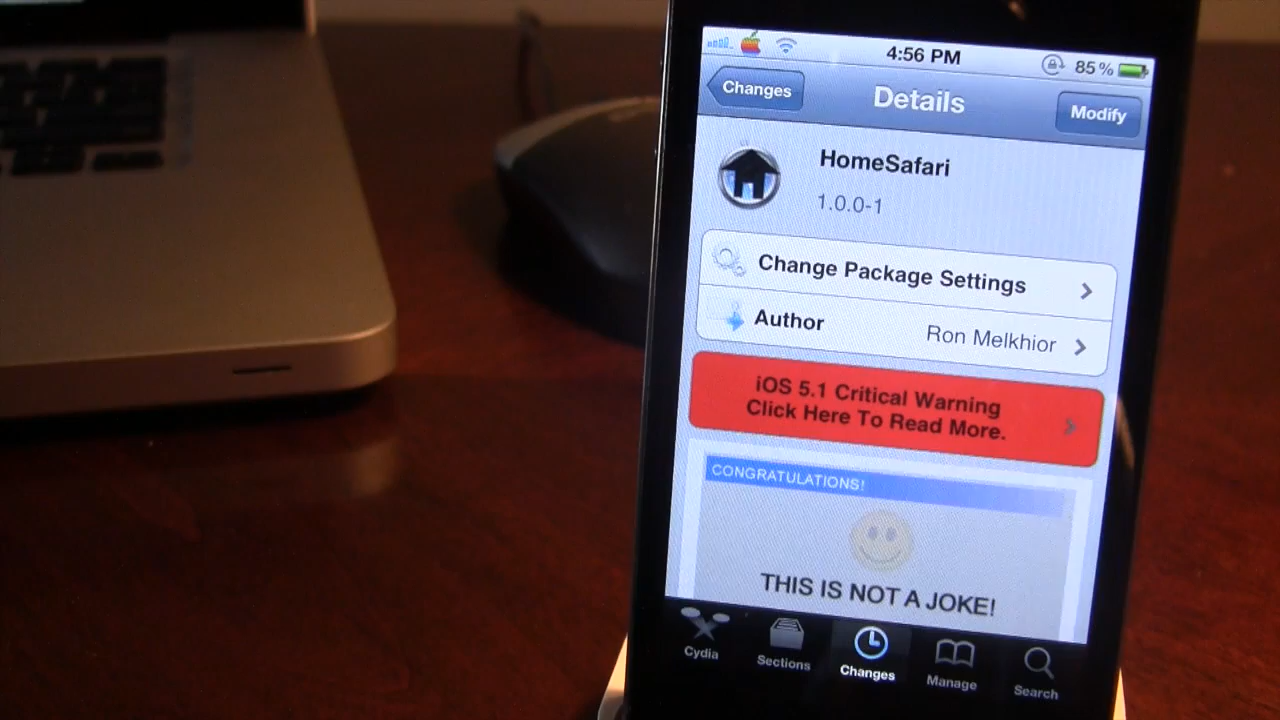 4:56 PM
85%
Changes
Details
Modify
HomeSafari
1.0.0-1
Change Package Settings
Author
Ron Melkhior
iOS 5.1 Critical Warning
Click Here To Read More.
CONGRATULATIONS!
THIS IS NOT A JOKE!
Cydia
Sections
Changes
Manage
Search